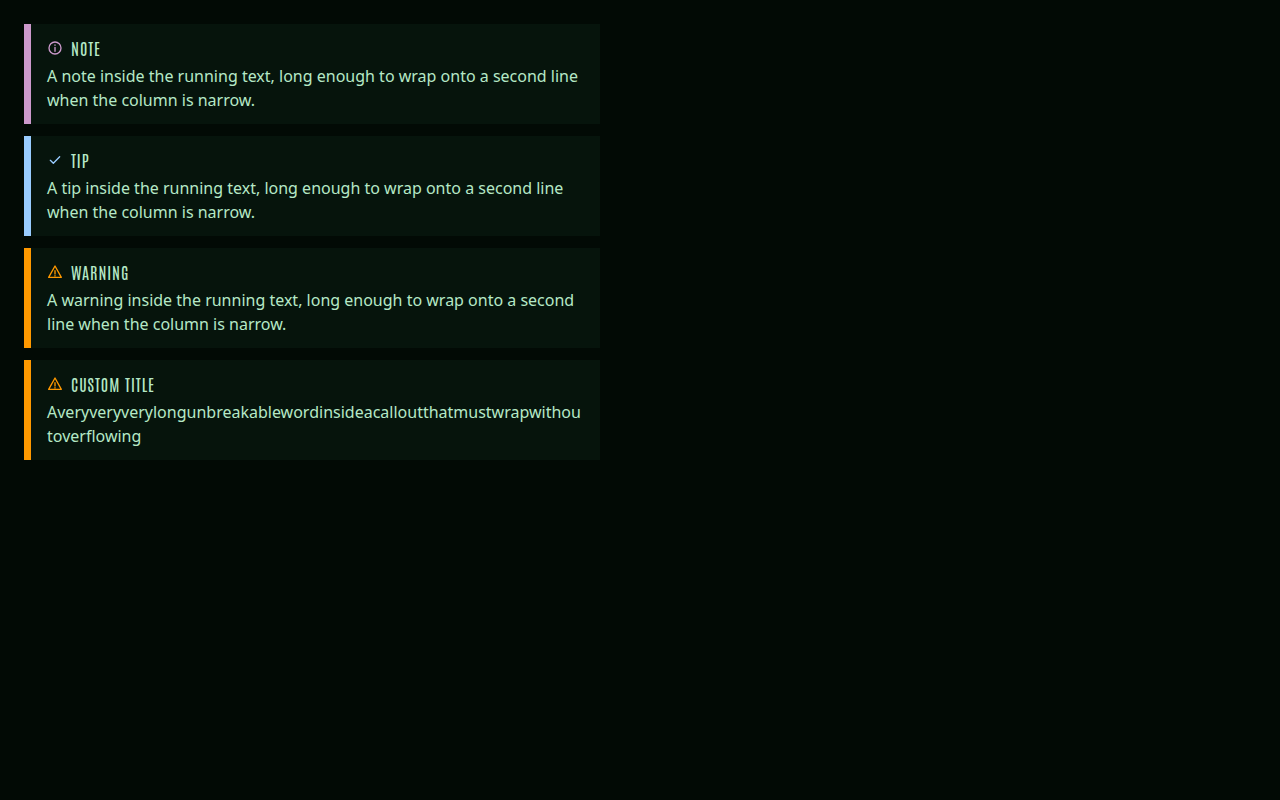 NOTE
A note inside the running text, long enough to wrap onto a second line
when the column is narrow.
TIP
A tip inside the running text, long enough to wrap onto a second line
when the column is narrow.
WARNING
A warning inside the running text, long enough to wrap onto a second
line when the column is narrow.
CUSTOM TITLE
Averyveryverylongunbreakablewordinsideacalloutthatmustwrapwithou
toverflowing